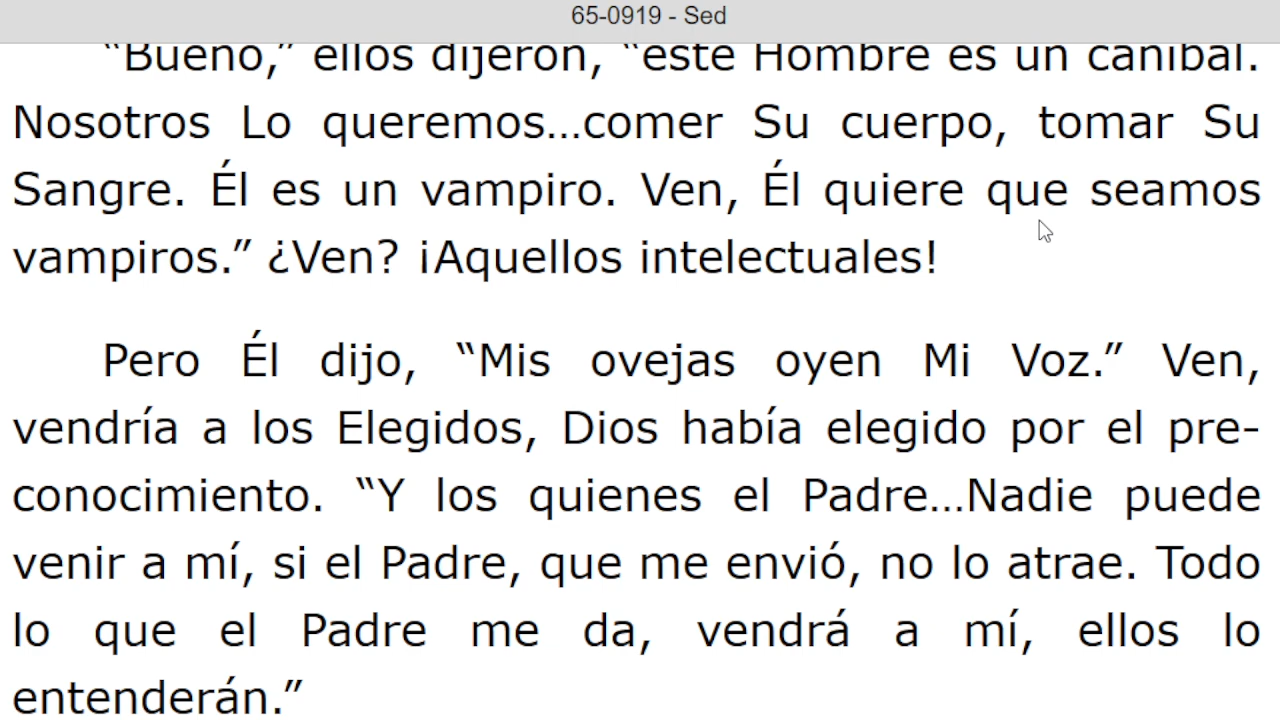 65-0919 - Sed
“Bueno,” ellos dijeron, “este Hombre es un caníbal.
Nosotros Lo queremos...comer Su cuerpo, tomar Su
Sangre. Él es un vampiro. Ven, Él quiere que seamos
vampiros.” ¿Ven? ¡Aquellos intelectuales!
Pero Él dijo, “Mis ovejas oyen Mi Voz.” Ven,
vendría a los Elegidos, Dios había elegido por el pre-
conocimiento. “Y los quienes el Padre...Nadie puede
venir a mí, si el Padre, que me envió, no lo atrae. Todo
lo que el Padre me da, vendrá a mí, ellos lo
entenderán.”